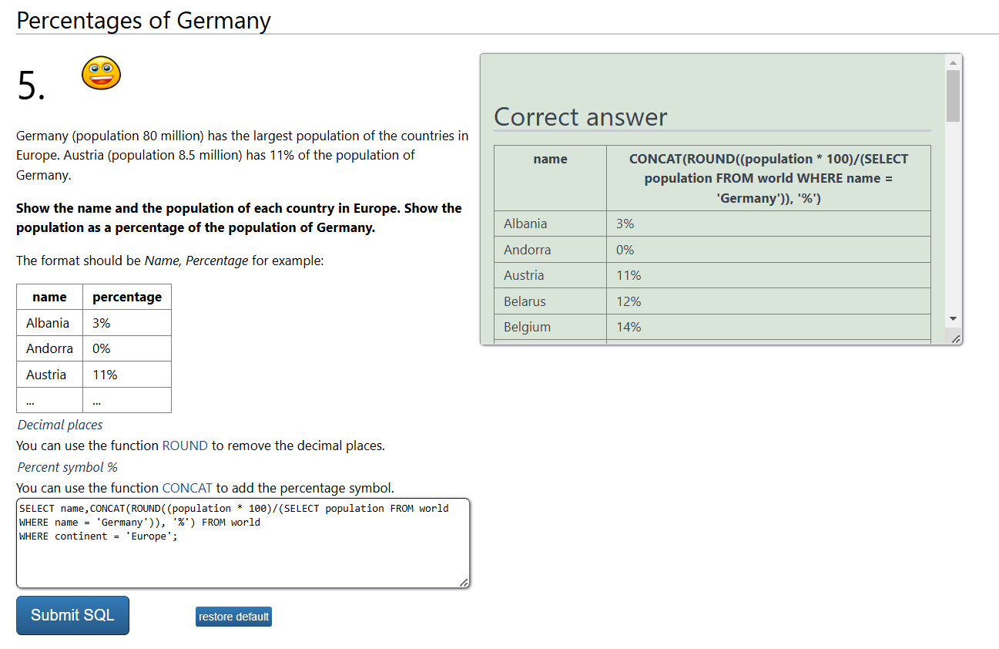 Percentages of Germany
5.
Germany (population 80 million) has the largest population of the countries in
Europe. Austria (population 8.5 million) has 11% of the population of
Germany.
Show the name and the population of each country in Europe. Show the
population as a percentage of the population of Germany.
The format should be Name, Percentage for example:
name percentage
Albania 3%
Andorra 0%
Austria 11%
... ...
Decimal places
You can use the function ROUND to remove the decimal places.
Percent symbol %
You can use the function CONCAT to add the percentage symbol.
SELECT name,CONCAT(ROUND((population * 100)/(SELECT population FROM world
WHERE name = 'Germany')), '%') FROM world
WHERE continent = 'Europe';
Submit SQL
restore default
Correct answer
name CONCAT(ROUND((population * 100)/(SELECT
population FROM world WHERE name =
'Germany')), '%')
Albania 3%
Andorra 0%
Austria 11%
Belarus 12%
Belgium 14%